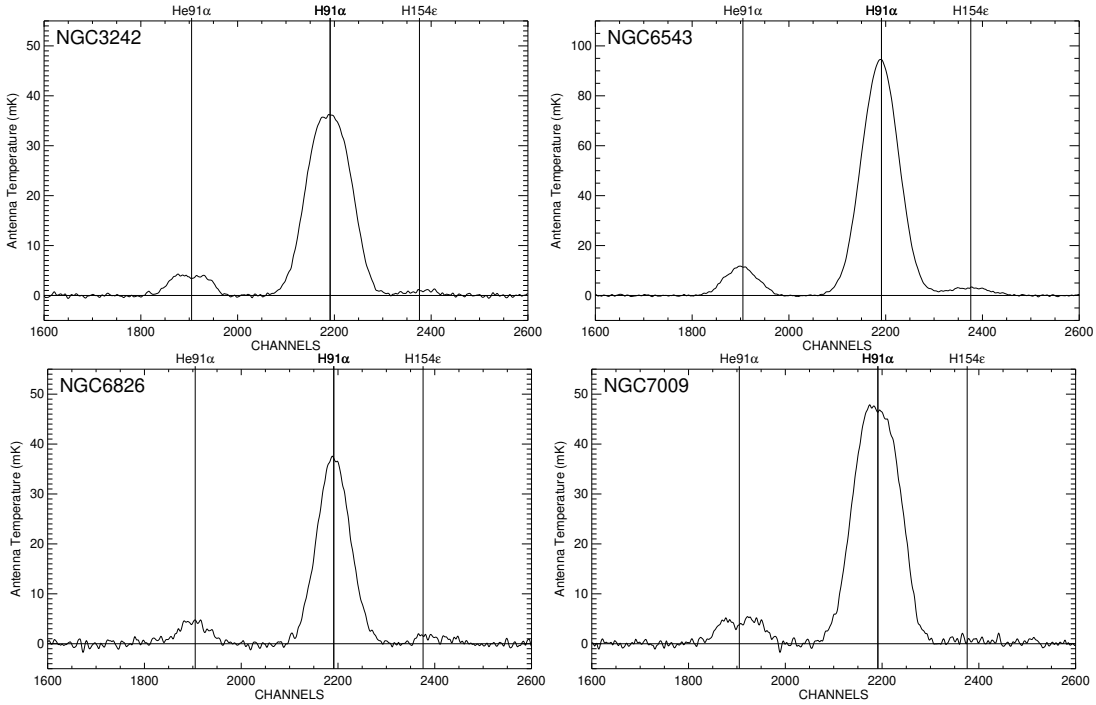 He91α H91α H154ε
NGC3242
50
40
30
20
10
0
Antenna Temperature (mK)
1600 1800 2000 2200 2400 2600
CHANNELS
He91α H91α H154ε
NGC6543
100
80
60
40
20
0
Antenna Temperature (mK)
1600 1800 2000 2200 2400 2600
CHANNELS
He91α H91α H154ε
NGC6826
50
40
30
20
10
0
Antenna Temperature (mK)
1600 1800 2000 2200 2400 2600
CHANNELS
He91α H91α H154ε
NGC7009
50
40
30
20
10
0
Antenna Temperature (mK)
1600 1800 2000 2200 2400 2600
CHANNELS